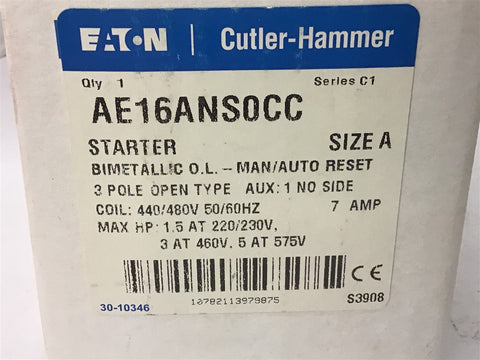 EATON Cutler-Hammer
Qty 1 Series C1
AE16ANS0CC
STARTER SIZE A
BIMETALLIC O.L. - MAN/AUTO RESET
3 POLE OPEN TYPE AUX: 1 NO SIDE
COIL: 440/480V 50/60HZ 7 AMP
MAX HP: 1.5 AT 220/230V,
3 AT 460V, 5 AT 575V
CE
30-10346 10782113979875 S3908